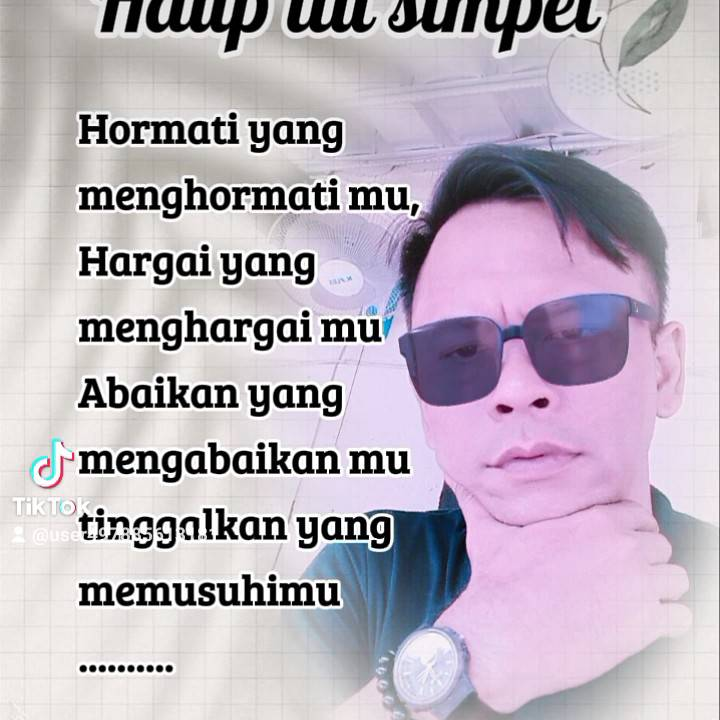 Hidup itu simpel
Hormati yang
menghormati mu,
Hargai yang
menghargai mu
Abaikan yang
mengabaikan mu
tinggalkan yang
memusuhimu
...........
TikTok